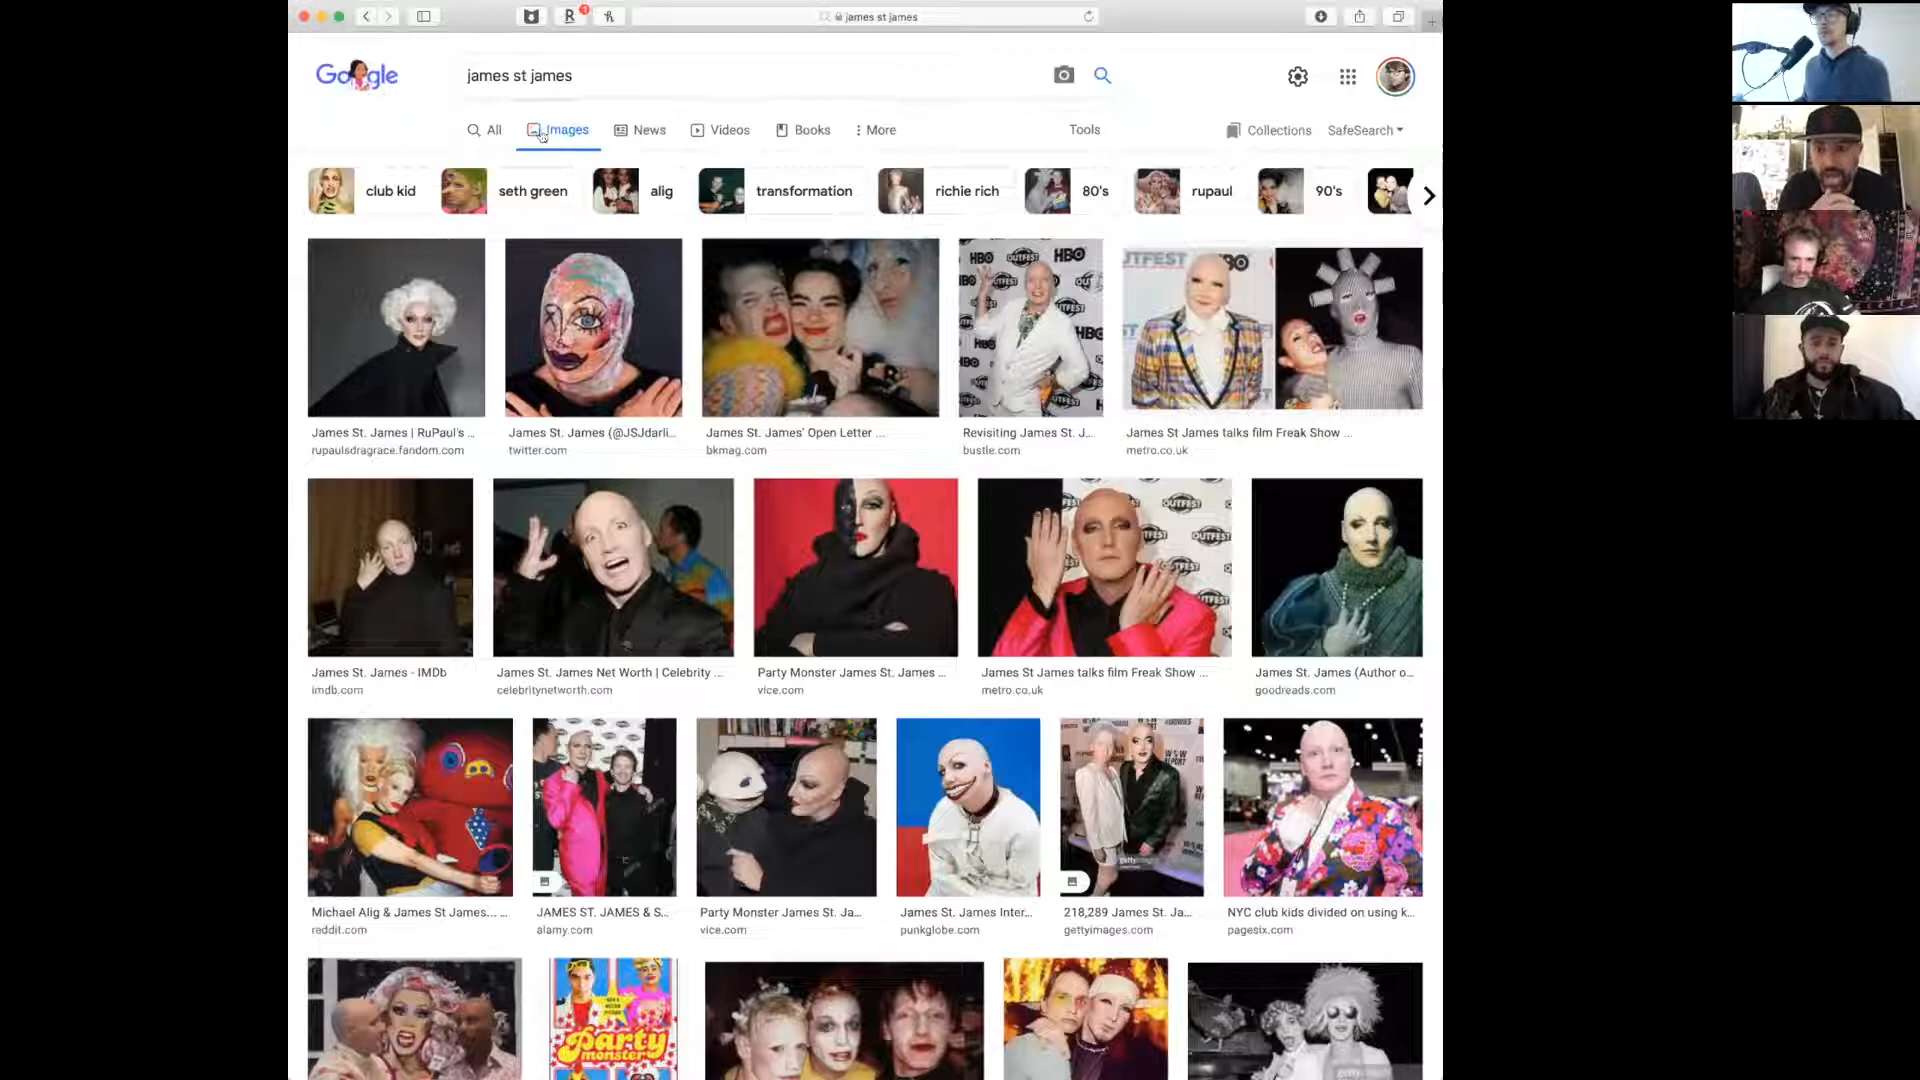 james st james
Google
james st james
All
Images
News
Videos
Books
More
Tools
Collections
SafeSearch
club kid
seth green
alig
transformation
richie rich
80's
rupaul
90's
HBO
OUTFEST
James St. James | RuPaul's ...
rupaulsdragrace.fandom.com
James St. James (@JSJdarli...
twitter.com
James St. James' Open Letter ...
bkmag.com
Revisiting James St. J...
bustle.com
James St James talks film Freak Show ...
metro.co.uk
OUTFEST
James St. James - IMDb
imdb.com
James St. James Net Worth | Celebrity ...
celebritynetworth.com
Party Monster James St. James ...
vice.com
James St James talks film Freak Show ...
metro.co.uk
James St. James (Author o...
goodreads.com
Michael Alig & James St James... ...
reddit.com
JAMES ST. JAMES & S...
alamy.com
Party Monster James St. Ja...
vice.com
James St. James Inter...
punkglobe.com
218,289 James St. Ja...
gettyimages.com
NYC club kids divided on using k...
pagesix.com
Party
monster